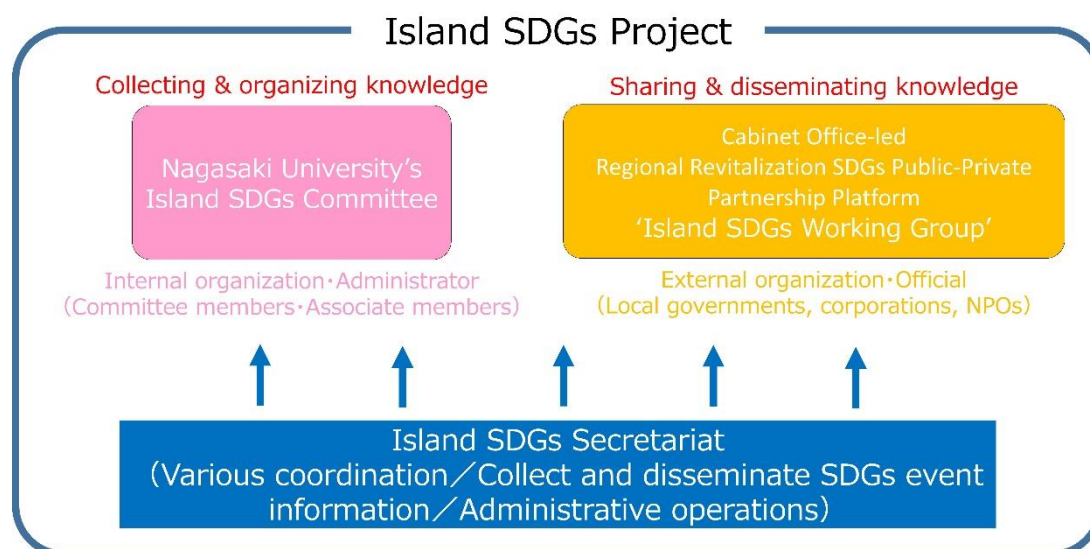 Island SDGs Project
Collecting & organizing knowledge
Nagasaki University's
Island SDGs Committee
Internal organization・Administrator
(Committee members・Associate members)
Sharing & disseminating knowledge
Cabinet Office-led
Regional Revitalization SDGs Public-Private
Partnership Platform
'Island SDGs Working Group'
External organization・Official
(Local governments, corporations, NPOs)
Island SDGs Secretariat
(Various coordination／Collect and disseminate SDGs event
information／Administrative operations)